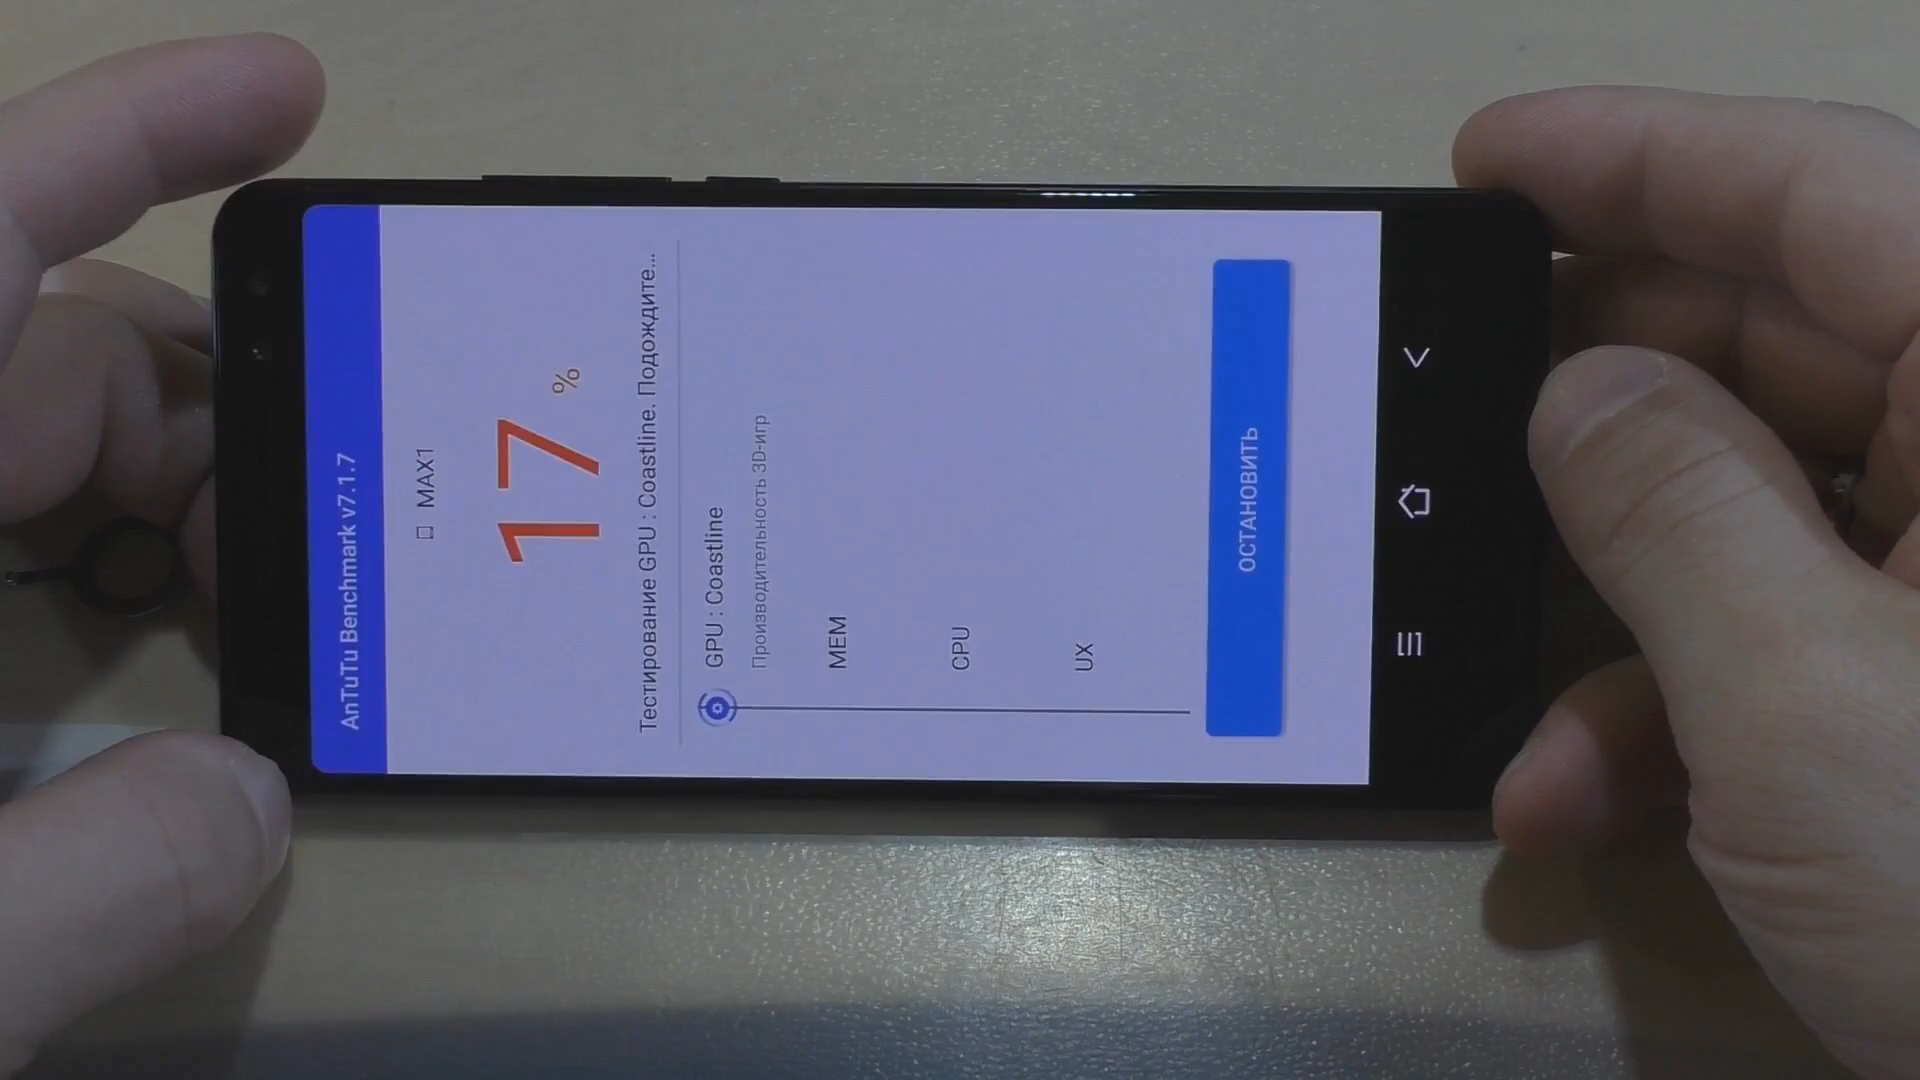 AnTuTu Benchmark v7.1.7
MAX1
17 %
Тестирование GPU : Coastline. Подождите...
GPU : Coastline
Производительность 3D-игр
MEM
CPU
UX
ОСТАНОВИТЬ